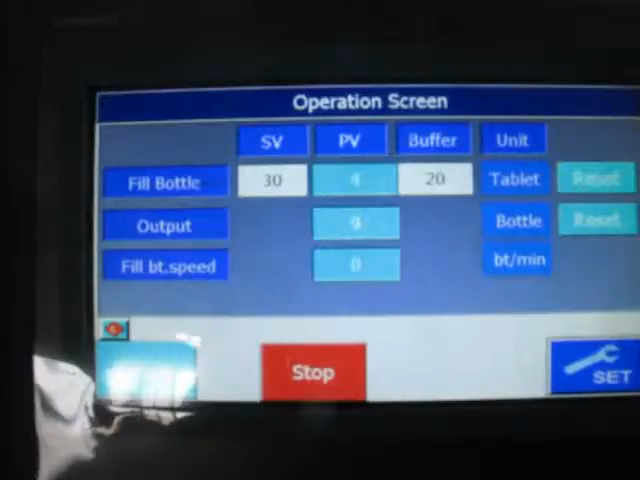 Operation Screen
SV PV Buffer Unit
Fill Bottle 30 4 20 Tablet Reset
Output 9 Bottle Reset
Fill bt.speed 0 bt/min
Stop
SET